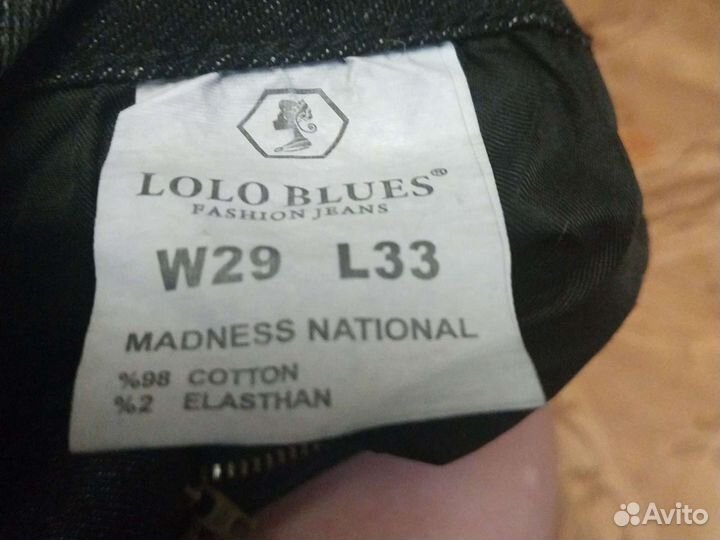 LOLO BLUES®
FASHION JEANS
W29 L33
MADNESS NATIONAL
%98 COTTON
%2 ELASTHAN
Avito